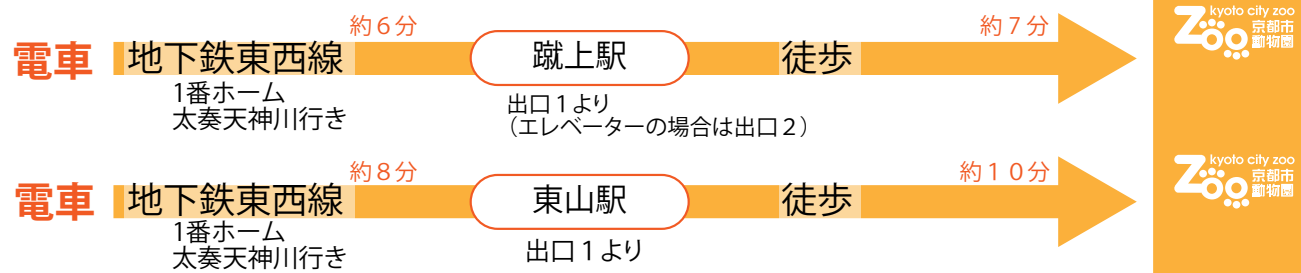 約６分
約７分
電車 地下鉄東西線 蹴上駅 徒歩
1番ホーム
太奏天神川行き
出口１より
（エレベーターの場合は出口２）
kyoto city zoo
Zoo 京都市
動物園
約８分
約１０分
電車 地下鉄東西線 東山駅 徒歩
1番ホーム
太奏天神川行き
出口１より
kyoto city zoo
Zoo 京都市
動物園